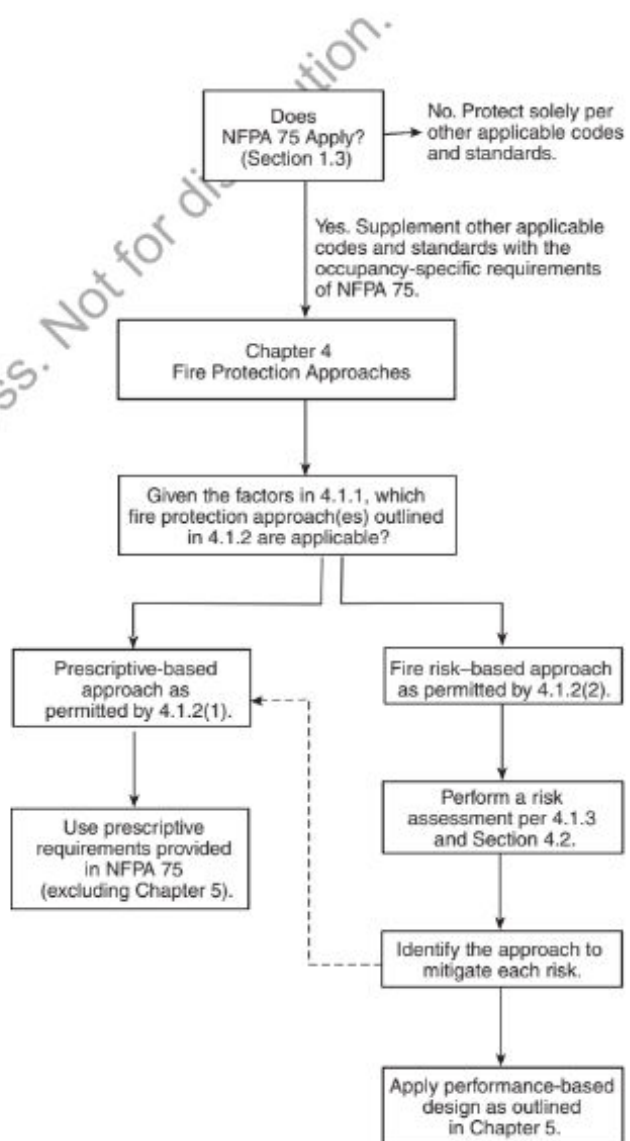 ss. Not for dis ution.
Does
NFPA 75 Apply?
(Section 1.3)
No. Protect solely per
other applicable codes
and standards.
Yes. Supplement other applicable
codes and standards with the
occupancy-specific requirements
of NFPA 75.
Chapter 4
Fire Protection Approaches
Given the factors in 4.1.1, which
fire protection approach(es) outlined
in 4.1.2 are applicable?
Prescriptive-based
approach as
permitted by 4.1.2(1).
Fire risk–based approach
as permitted by 4.1.2(2).
Use prescriptive
requirements provided
in NFPA 75
(excluding Chapter 5).
Perform a risk
assessment per 4.1.3
and Section 4.2.
Identify the approach to
mitigate each risk.
Apply performance-based
design as outlined
in Chapter 5.